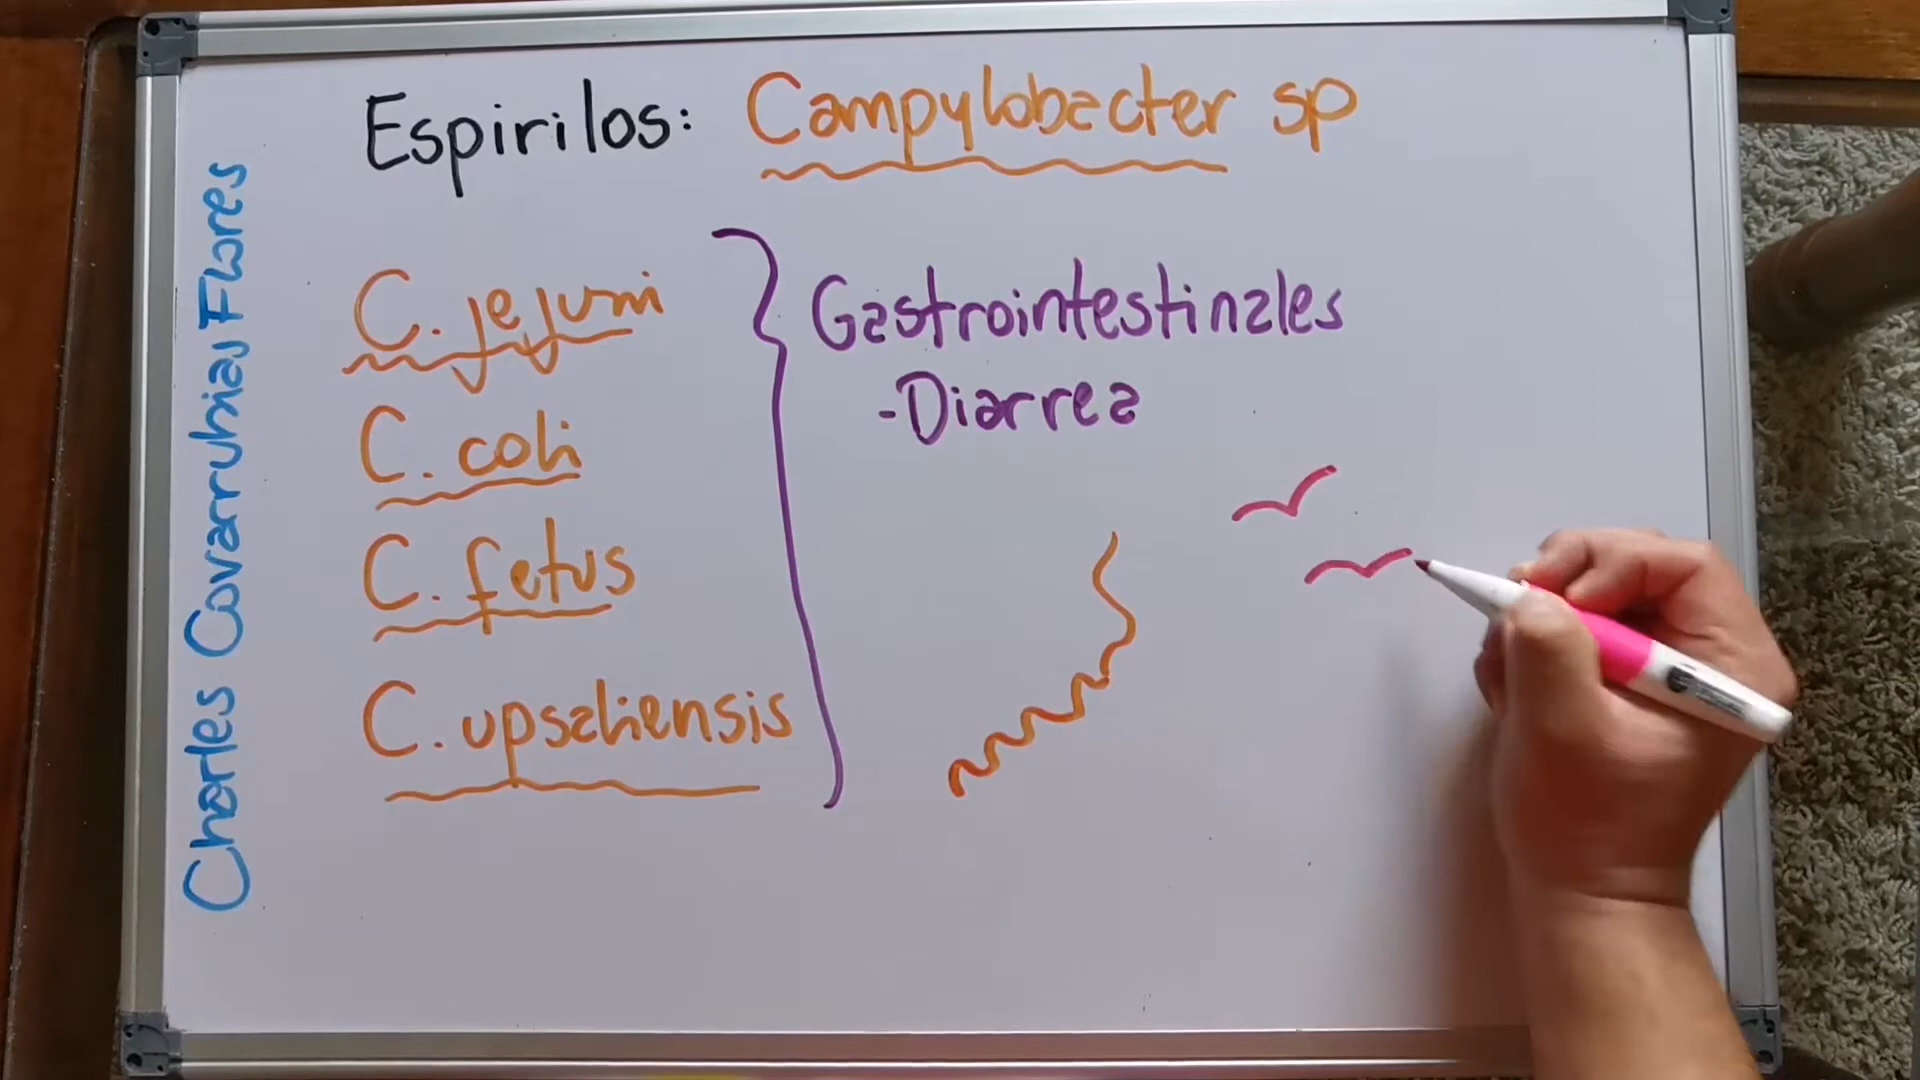 Espirilos: Campylobacter sp
C. jejuni
C. coli
C. fetus
C. upsaliensis
Gastrointestinales
-Diarrea
Charles Covarrubias Flores